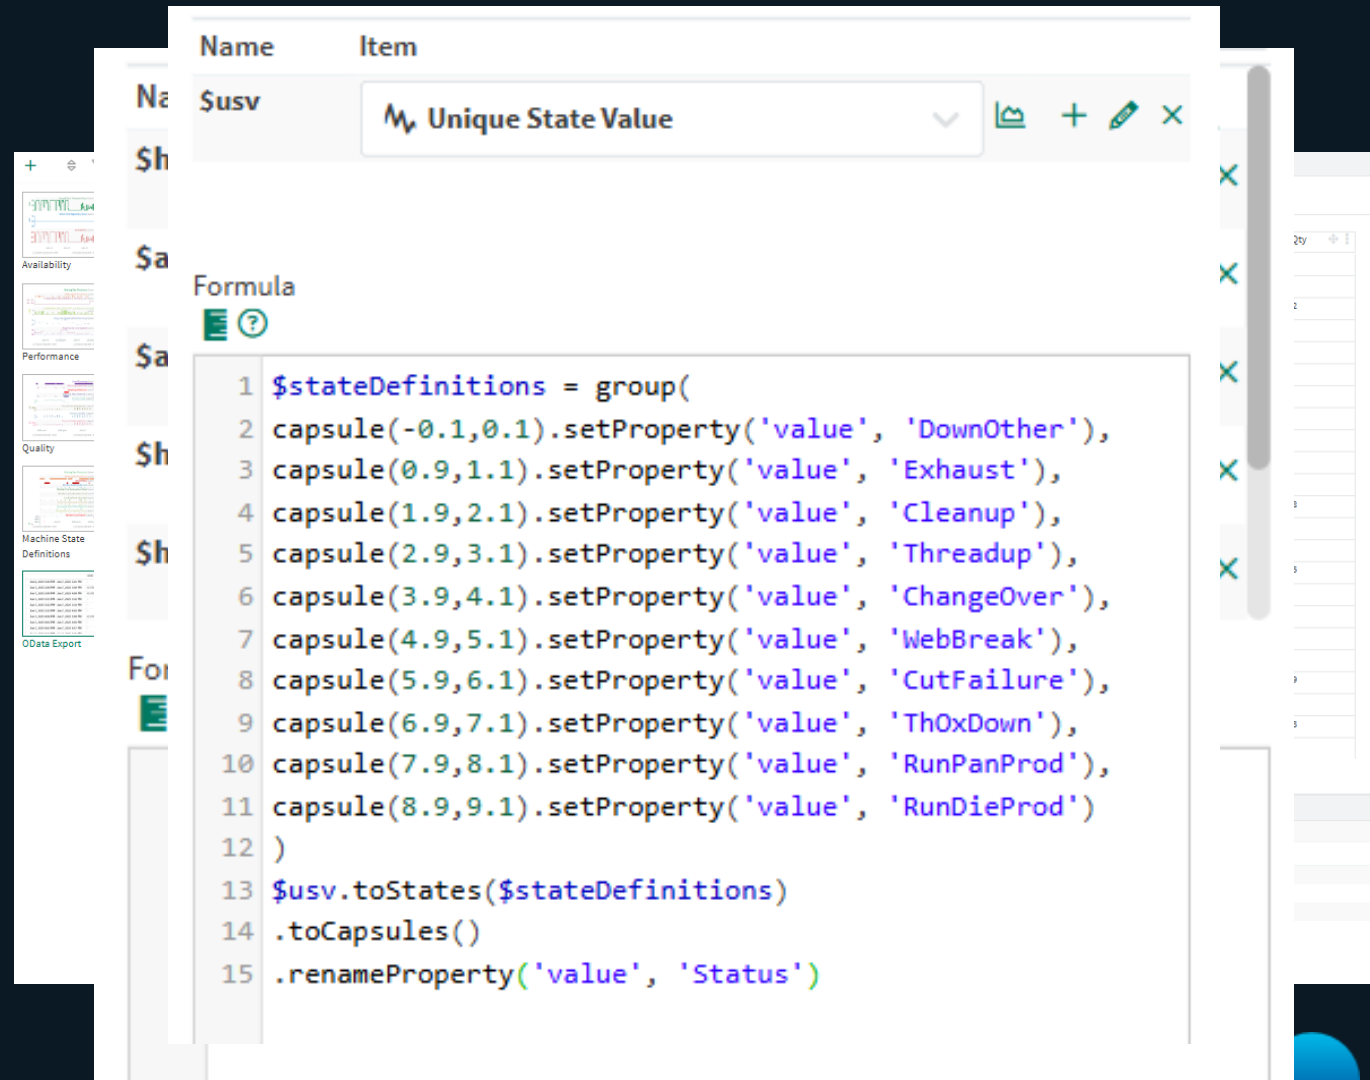 Name Item
$usv Unique State Value
Formula
1 $stateDefinitions = group(
2 capsule(-0.1,0.1).setProperty('value', 'DownOther'),
3 capsule(0.9,1.1).setProperty('value', 'Exhaust'),
4 capsule(1.9,2.1).setProperty('value', 'Cleanup'),
5 capsule(2.9,3.1).setProperty('value', 'Threadup'),
6 capsule(3.9,4.1).setProperty('value', 'ChangeOver'),
7 capsule(4.9,5.1).setProperty('value', 'WebBreak'),
8 capsule(5.9,6.1).setProperty('value', 'CutFailure'),
9 capsule(6.9,7.1).setProperty('value', 'ThOxDown'),
10 capsule(7.9,8.1).setProperty('value', 'RunPanProd'),
11 capsule(8.9,9.1).setProperty('value', 'RunDieProd')
12 )
13 $usv.toStates($stateDefinitions)
14 .toCapsules()
15 .renameProperty('value', 'Status')
Na
$h
$a
$a
$h
$h
For
Availability
Performance
Quality
Machine State
Definitions
OData Export
Qty